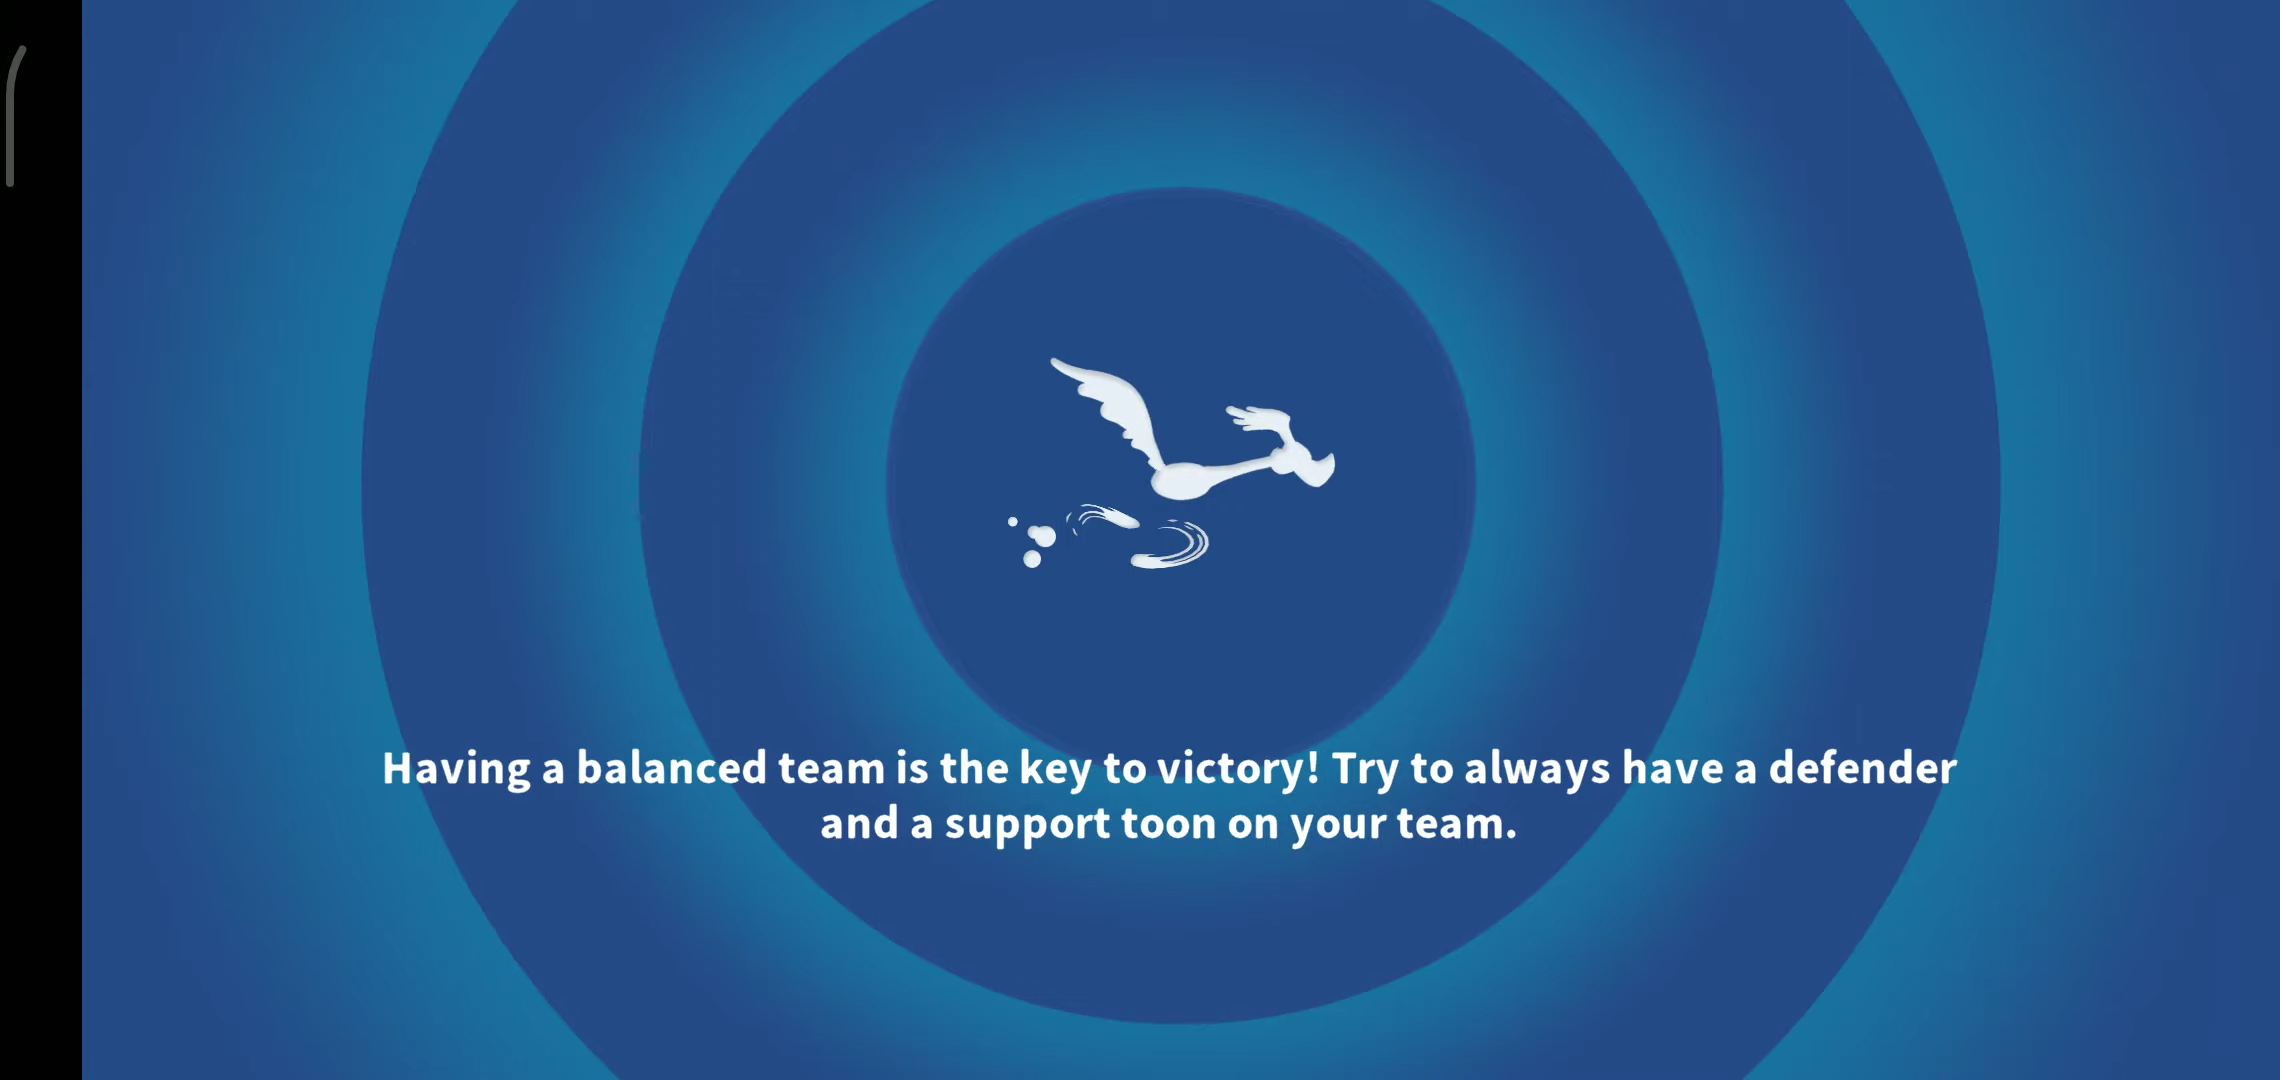 Having a balanced team is the key to victory! Try to always have a defender
and a support toon on your team.